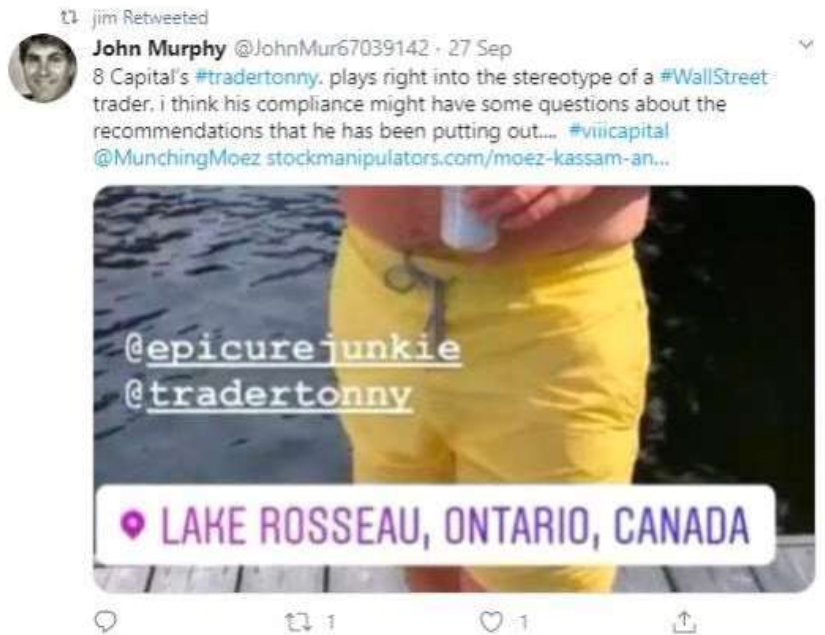 jim Retweeted
John Murphy @JohnMur67039142 · 27 Sep
8 Capital's #tradertonny. plays right into the stereotype of a #WallStreet
trader. i think his compliance might have some questions about the
recommendations that he has been putting out.... #viiicapital
@MunchingMoez stockmanipulators.com/moez-kassam-an...
@epicurejunkie
@tradertonny
LAKE ROSSEAU, ONTARIO, CANADA
1
1